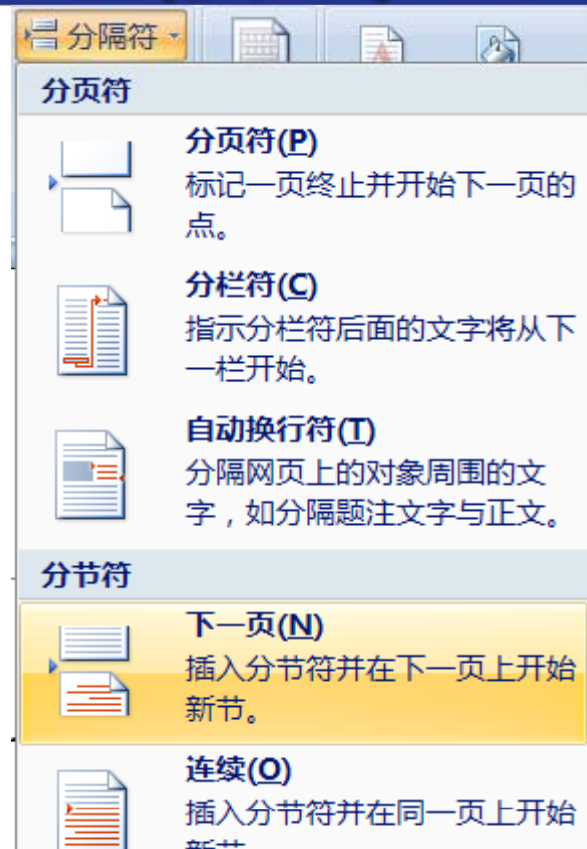 分隔符
分页符
分页符(P)
标记一页终止并开始下一页的
点。
分栏符(C)
指示分栏符后面的文字将从下
一栏开始。
自动换行符(T)
分隔网页上的对象周围的文
字，如分隔题注文字与正文。
分节符
下一页(N)
插入分节符并在下一页上开始
新节。
连续(O)
插入分节符并在同一页上开始